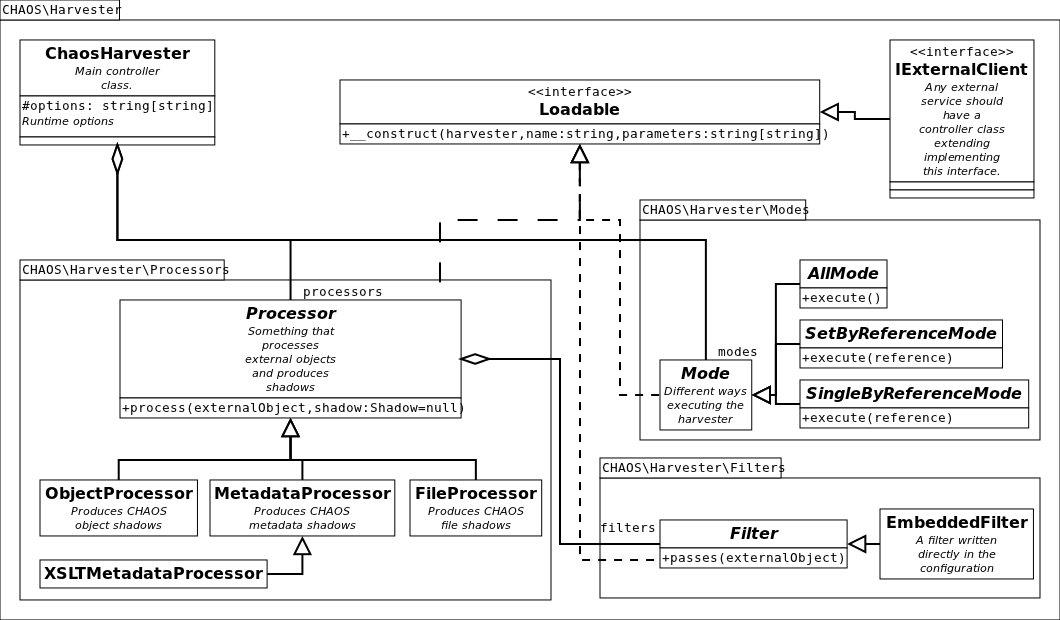 CHAOS\Harvester
ChaosHarvester
Main controller
class.
#options: string[string]
Runtime options
<<interface>>
Loadable
+__construct(harvester,name:string,parameters:string[string])
<<interface>>
IExternalClient
Any external
service should
have a
controller class
extending
implementing
this interface.
CHAOS\Harvester\Modes
AllMode
+execute()
SetByReferenceMode
+execute(reference)
SingleByReferenceMode
+execute(reference)
modes
Mode
Different ways
executing the
harvester
CHAOS\Harvester\Processors
processors
Processor
Something that
processes
external objects
and produces
shadows
+process(externalObject,shadow:Shadow=null)
ObjectProcessor
Produces CHAOS
object shadows
MetadataProcessor
Produces CHAOS
metadata shadows
FileProcessor
Produces CHAOS
file shadows
XSLTMetadataProcessor
CHAOS\Harvester\Filters
filters
Filter
+passes(externalObject)
EmbeddedFilter
A filter written
directly in the
configuration